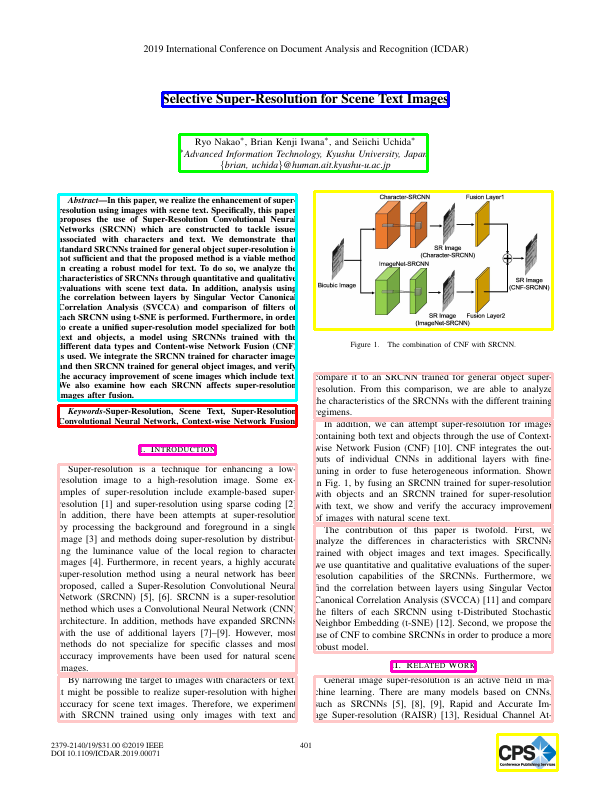 2019 International Conference on Document Analysis and Recognition (ICDAR)
Selective Super-Resolution for Scene Text Images
Ryo Nakao*, Brian Kenji Iwana*, and Seiichi Uchida*
*Advanced Information Technology, Kyushu University, Japan
{brian, uchida}@human.ait.kyushu-u.ac.jp
Abstract—In this paper, we realize the enhancement of super-
resolution using images with scene text. Specifically, this paper
proposes the use of Super-Resolution Convolutional Neural
Networks (SRCNN) which are constructed to tackle issues
associated with characters and text. We demonstrate that
standard SRCNNs trained for general object super-resolution is
not sufficient and that the proposed method is a viable method
in creating a robust model for text. To do so, we analyze the
characteristics of SRCNNs through quantitative and qualitative
evaluations with scene text data. In addition, analysis using
the correlation between layers by Singular Vector Canonical
Correlation Analysis (SVCCA) and comparison of filters of
each SRCNN using t-SNE is performed. Furthermore, in order
to create a unified super-resolution model specialized for both
text and objects, a model using SRCNNs trained with the
different data types and Content-wise Network Fusion (CNF)
is used. We integrate the SRCNN trained for character images
and then SRCNN trained for general object images, and verify
the accuracy improvement of scene images which include text.
We also examine how each SRCNN affects super-resolution
images after fusion.
Keywords-Super-Resolution, Scene Text, Super-Resolution
Convolutional Neural Network, Context-wise Network Fusion
I. INTRODUCTION
Super-resolution is a technique for enhancing a low-
resolution image to a high-resolution image. Some ex-
amples of super-resolution include example-based super-
resolution [1] and super-resolution using sparse coding [2].
In addition, there have been attempts at super-resolution
by processing the background and foreground in a single
image [3] and methods doing super-resolution by distribut-
ing the luminance value of the local region to character
images [4]. Furthermore, in recent years, a highly accurate
super-resolution method using a neural network has been
proposed, called a Super-Resolution Convolutional Neural
Network (SRCNN) [5], [6]. SRCNN is a super-resolution
method which uses a Convolutional Neural Network (CNN)
architecture. In addition, methods have expanded SRCNNs
with the use of additional layers [7]–[9]. However, most
methods do not specialize for specific classes and most
accuracy improvements have been used for natural scene
images.
By narrowing the target to images with characters or text,
it might be possible to realize super-resolution with higher
accuracy for scene text images. Therefore, we experiment
with SRCNN trained using only images with text and
Character-SRCNN
Fusion Layer1
SR Image
(Character-SRCNN)
ImageNet-SRCNN
Bicubic Image
SR Image
(CNF-SRCNN)
SR Image
(ImageNet-SRCNN)
Fusion Layer2
Figure 1. The combination of CNF with SRCNN.
compare it to an SRCNN trained for general object super-
resolution. From this comparison, we are able to analyze
the characteristics of the SRCNNs with the different training
regimens.
In addition, we can attempt super-resolution for images
containing both text and objects through the use of Context-
wise Network Fusion (CNF) [10]. CNF integrates the out-
puts of individual CNNs in additional layers with fine-
tuning in order to fuse heterogeneous information. Shown
in Fig. 1, by fusing an SRCNN trained for super-resolution
with objects and an SRCNN trained for super-resolution
with text, we show and verify the accuracy improvement
of images with natural scene text.
The contribution of this paper is twofold. First, we
analyze the differences in characteristics with SRCNNs
trained with object images and text images. Specifically,
we use quantitative and qualitative evaluations of the super-
resolution capabilities of the SRCNNs. Furthermore, we
find the correlation between layers using Singular Vector
Canonical Correlation Analysis (SVCCA) [11] and compare
the filters of each SRCNN using t-Distributed Stochastic
Neighbor Embedding (t-SNE) [12]. Second, we propose the
use of CNF to combine SRCNNs in order to produce a more
robust model.
II. RELATED WORK
General image super-resolution is an active field in ma-
chine learning. There are many models based on CNNs,
such as SRCNNs [5], [8], [9], Rapid and Accurate Im-
age Super-Resolution (RAISR) [13], Residual Channel At-
2379-2140/19/$31.00 ©2019 IEEE
DOI 10.1109/ICDAR.2019.00071
401
CPS
Conference Publishing Services